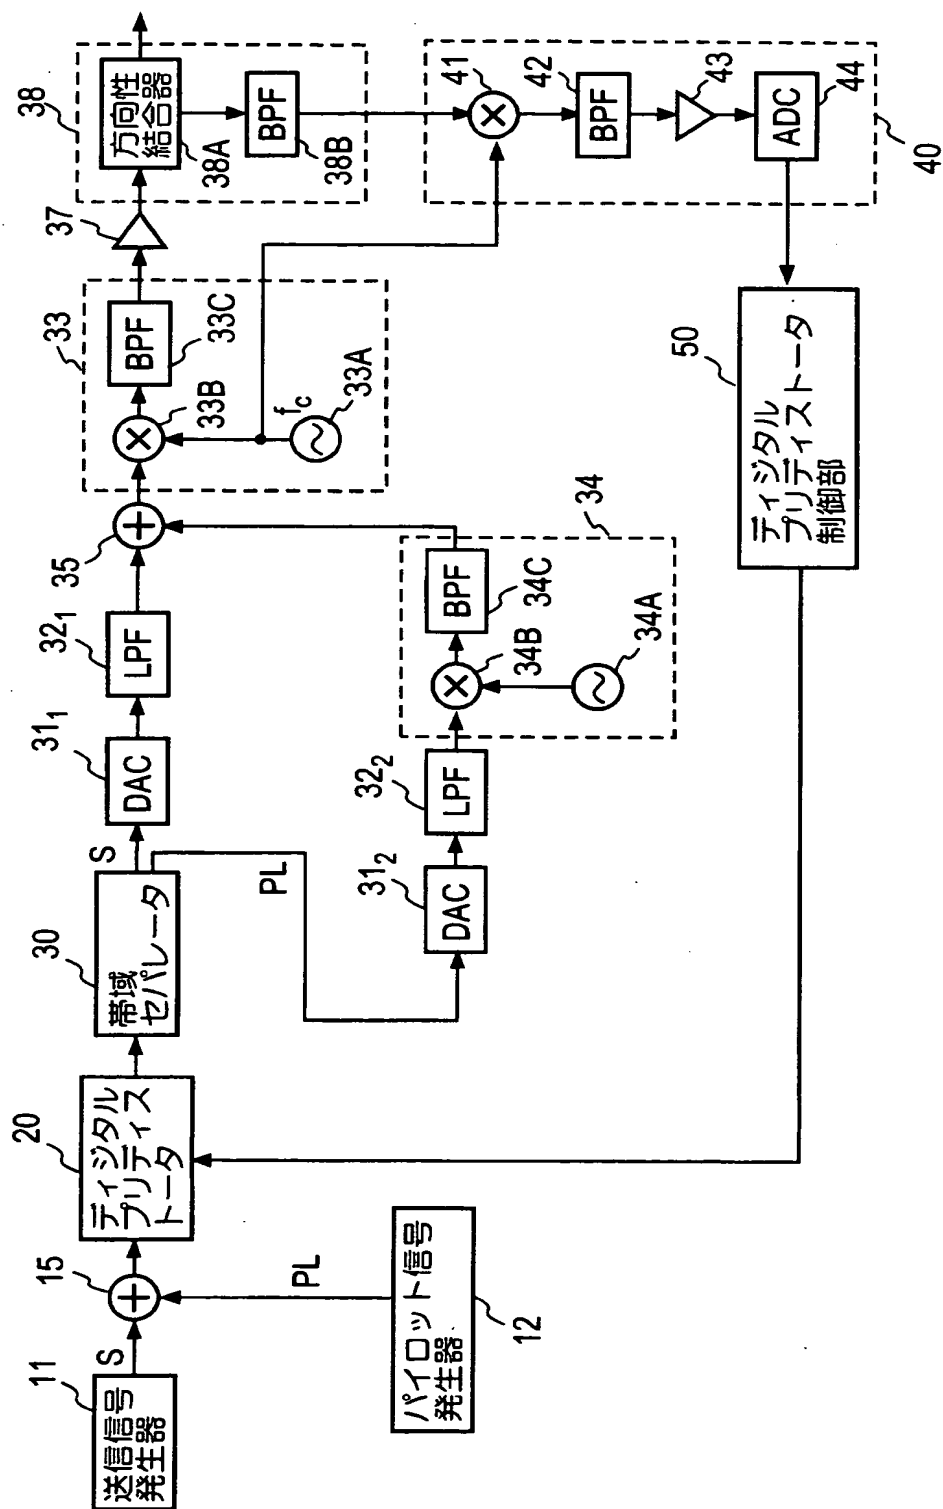 11
送信信号
発生器
S
15
PL
パイロット信号
発生器
12
20
ディジタル
プリディス
トータ
30
帯域
セパレータ
S
PL
31₁
DAC
32₁
LPF
35
31₂
DAC
32₂
LPF
34
34B
34A
BPF
34C
33
33B
fc
33A
BPF
33C
37
38
方向性
結合器
38A
BPF
38B
41
42
BPF
43
ADC
44
40
50
ディジタル
プリディストータ
制御部